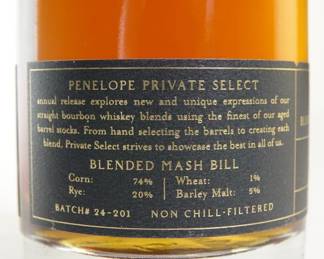 PENELOPE PRIVATE SELECT
annual release explores new and unique expressions of our
straight bourbon whiskey blends using the finest of our aged
barrel stocks. From hand selecting the barrels to creating each
blend, Private Select strives to showcase the best in all of us.
BLENDED MASH BILL
Corn: 74% Wheat: 1%
Rye: 20% Barley Malt: 5%
BATCH# 24-201 NON CHILL-FILTERED